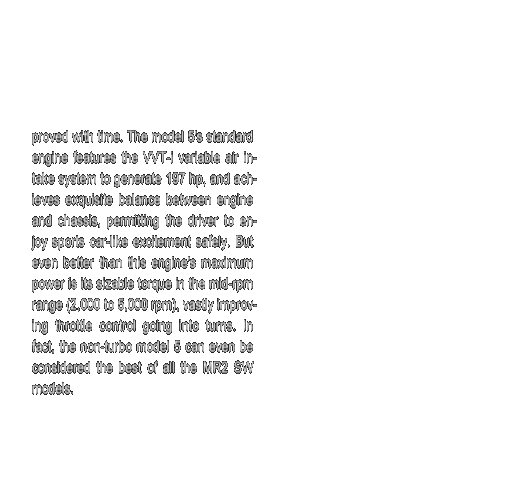 proved with time. The model 5's standard
engine features the VVT-i variable air in-
take system to generate 197 hp, and ach-
ieves exquisite balance between engine
and chassis, permitting the driver to en-
joy sports car-like excitement safely. But
even better than this engine's maximum
power is its sizable torque in the mid-rpm
range (2,000 to 5,000 rpm), vastly improv-
ing throttle control going into turns. In
fact, the non-turbo model 5 can even be
considered the best of all the MR2 SW
models.